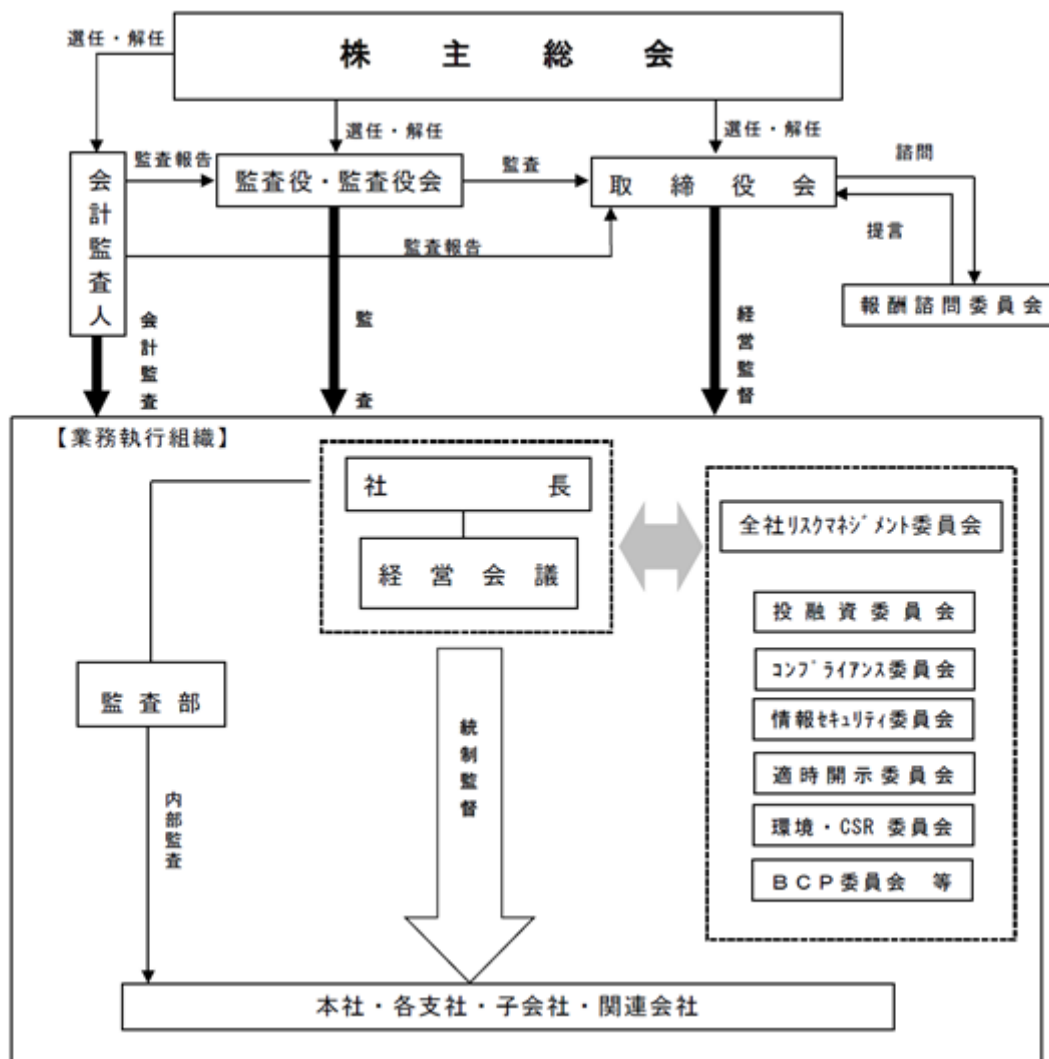 株主総会
選任・解任
選任・解任
選任・解任
会計監査人
監査報告
監査役・監査役会
監査
取締役会
諮問
提言
監査報告
報酬諮問委員会
会計監査
監査
経営監督
【業務執行組織】
社長
経営会議
全社ﾘｽｸﾏﾈｼﾞﾒﾝﾄ委員会
投融資委員会
ｺﾝﾌﾟﾗｲｱﾝｽ委員会
情報ｾｷｭﾘﾃｨ委員会
適時開示委員会
環境・CSR 委員会
ＢＣＰ委員会　等
監査部
統制監督
内部監査
本社・各支社・子会社・関連会社